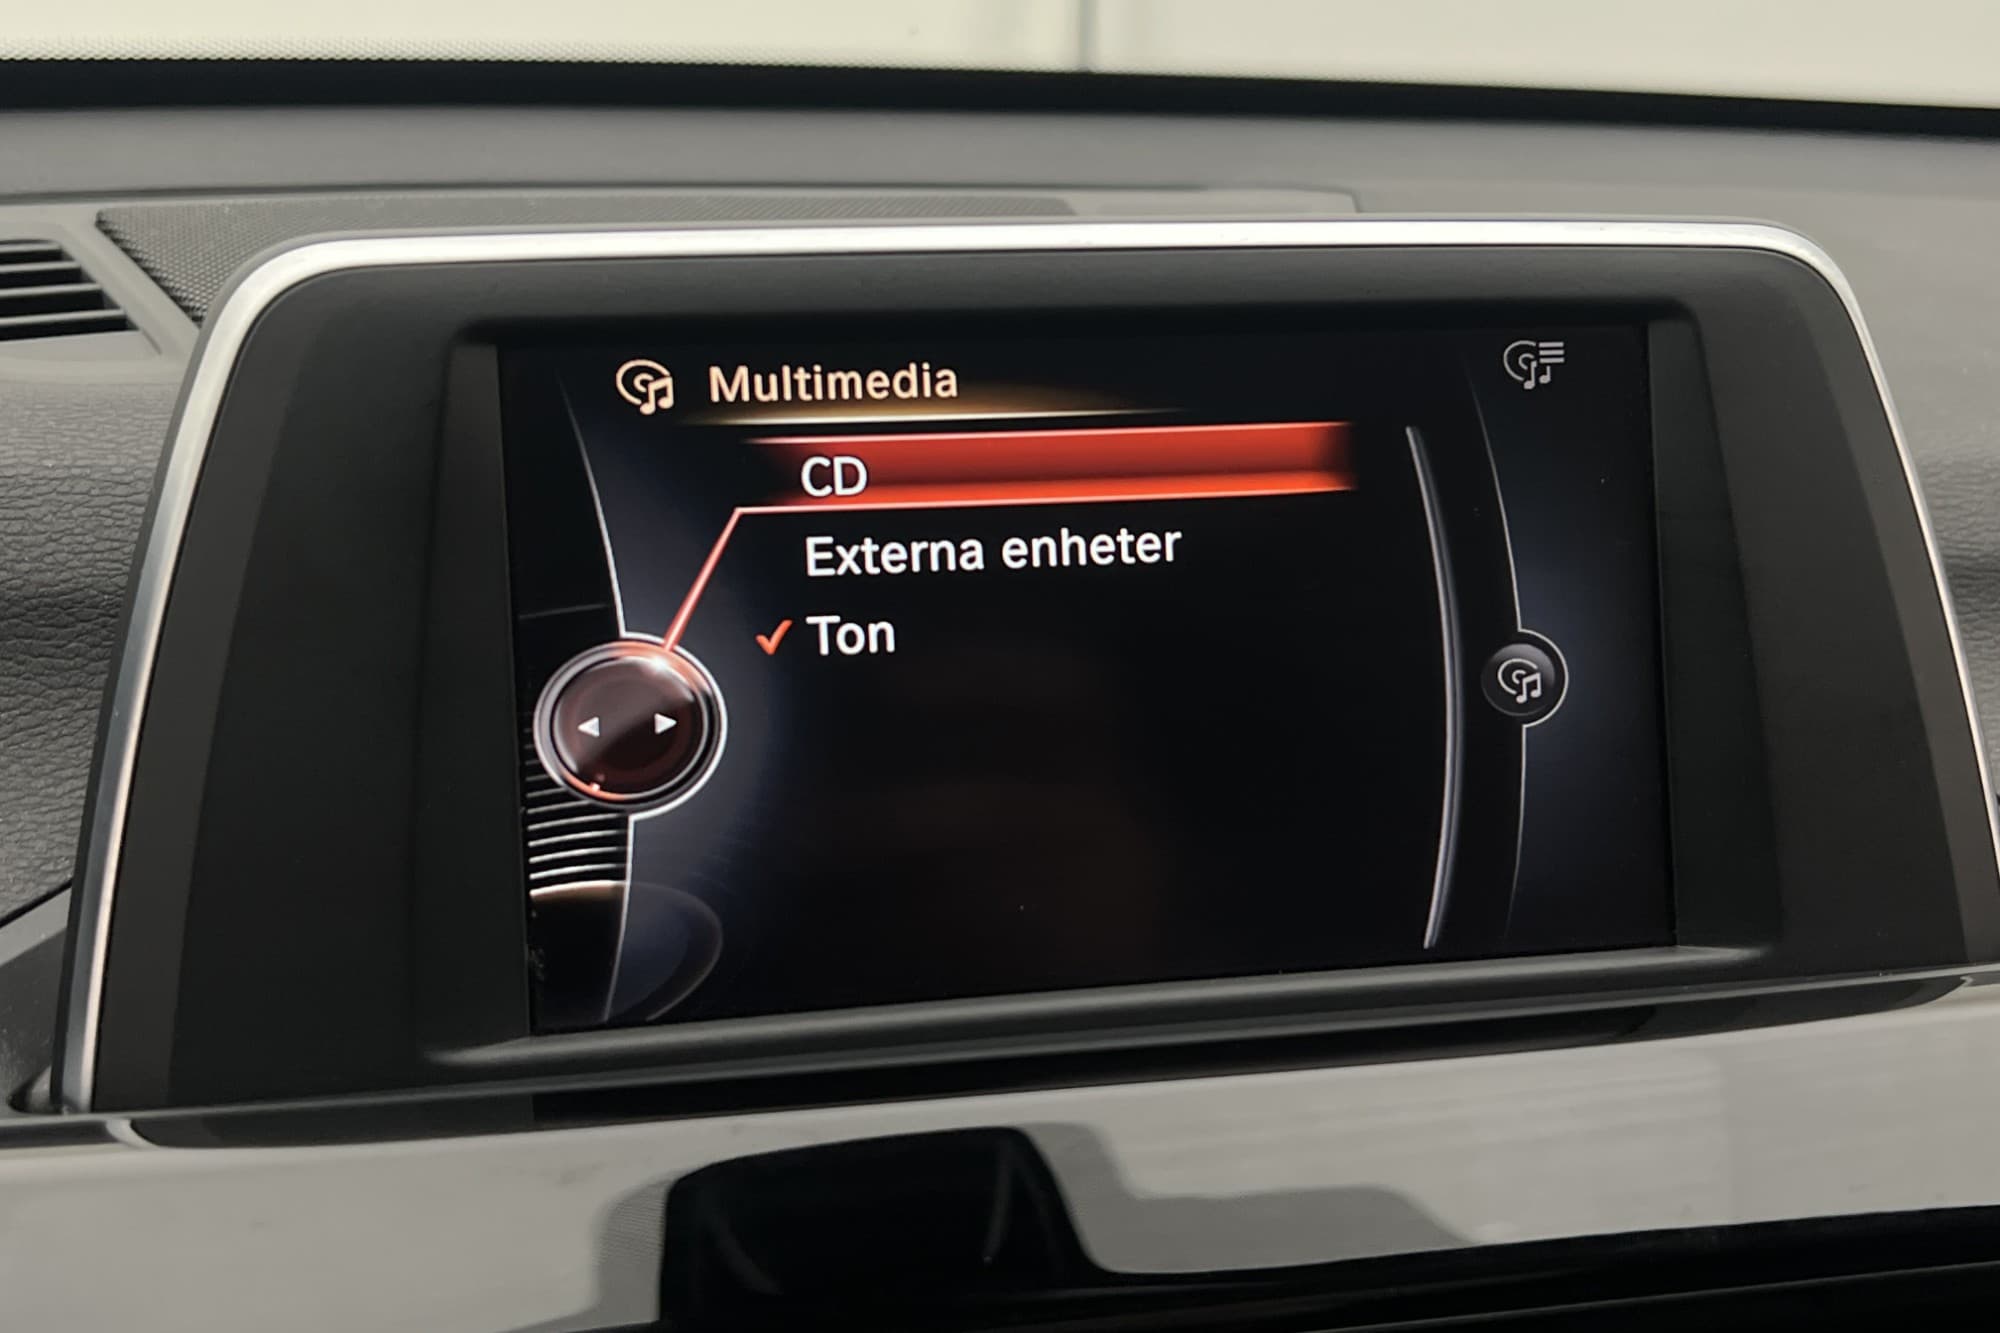 Multimedia
CD
Externa enheter
Ton